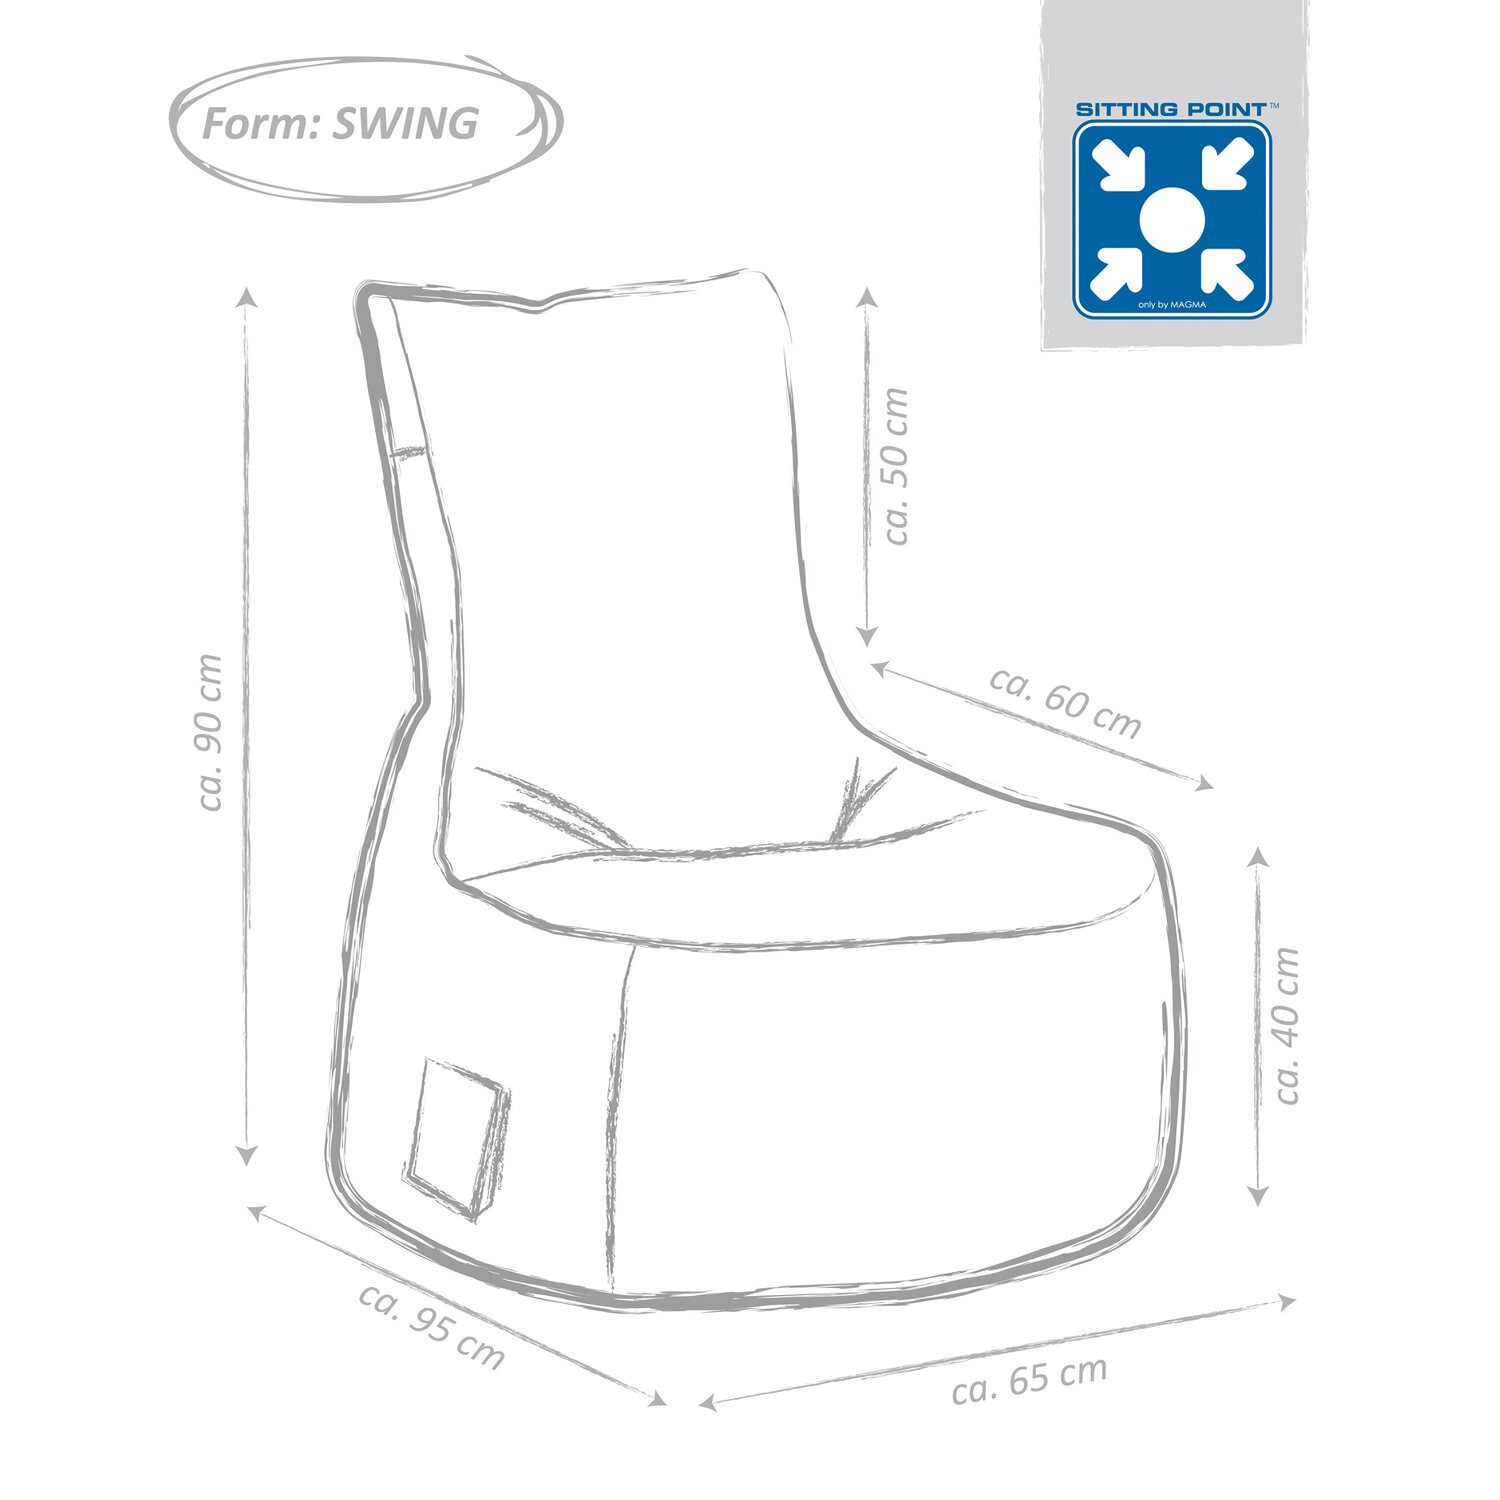 Form: SWING
SITTING POINT™
only by MAGMA
ca. 50 cm
ca. 60 cm
ca. 90 cm
ca. 40 cm
ca. 95 cm
ca. 65 cm